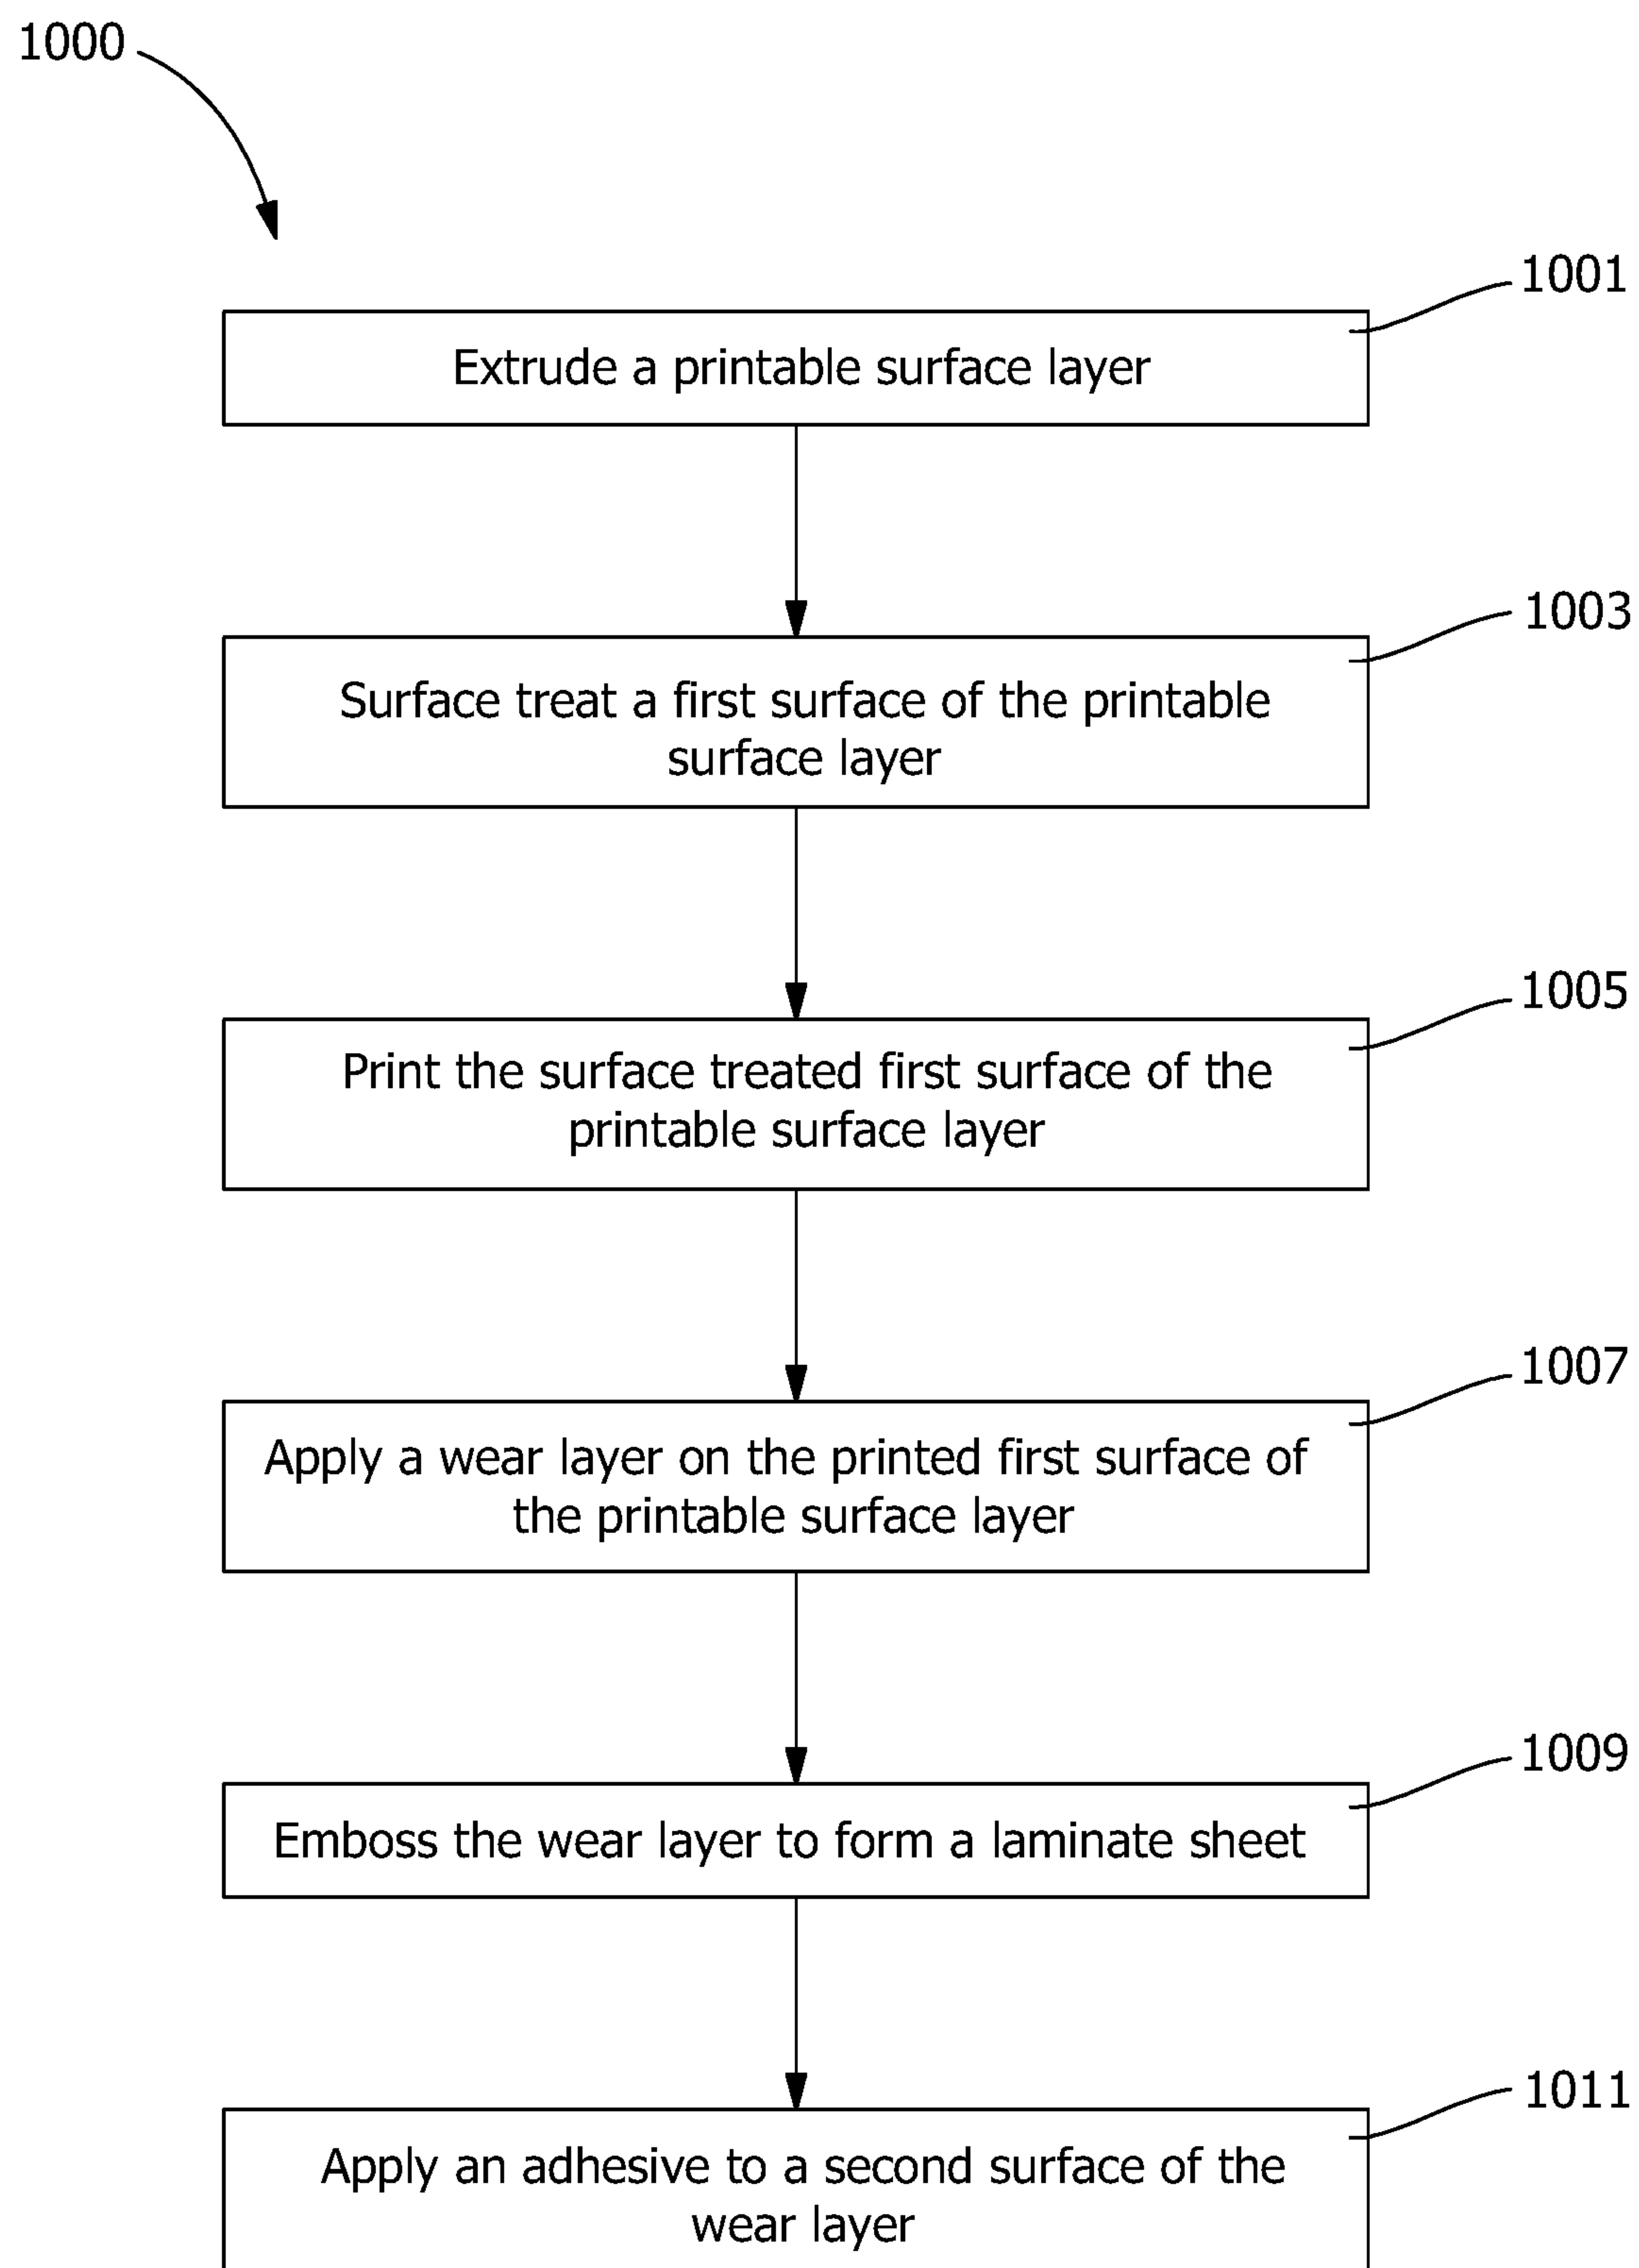 1000
1001
Extrude a printable surface layer
1003
Surface treat a first surface of the printable
surface layer
1005
Print the surface treated first surface of the
printable surface layer
1007
Apply a wear layer on the printed first surface of
the printable surface layer
1009
Emboss the wear layer to form a laminate sheet
1011
Apply an adhesive to a second surface of the
wear layer